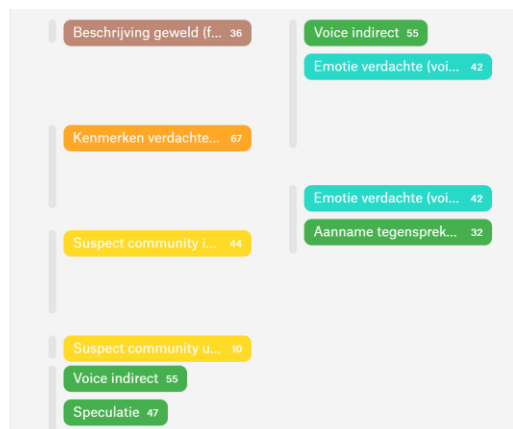 Beschrijving geweld (f... 36
Kenmerken verdachte... 67
Suspect community i... 44
Suspect community u... 10
Voice indirect 55
Speculatie 47
Voice indirect 55
Emotie verdachte (voi... 42
Emotie verdachte (voi... 42
Aanname tegensprek... 32